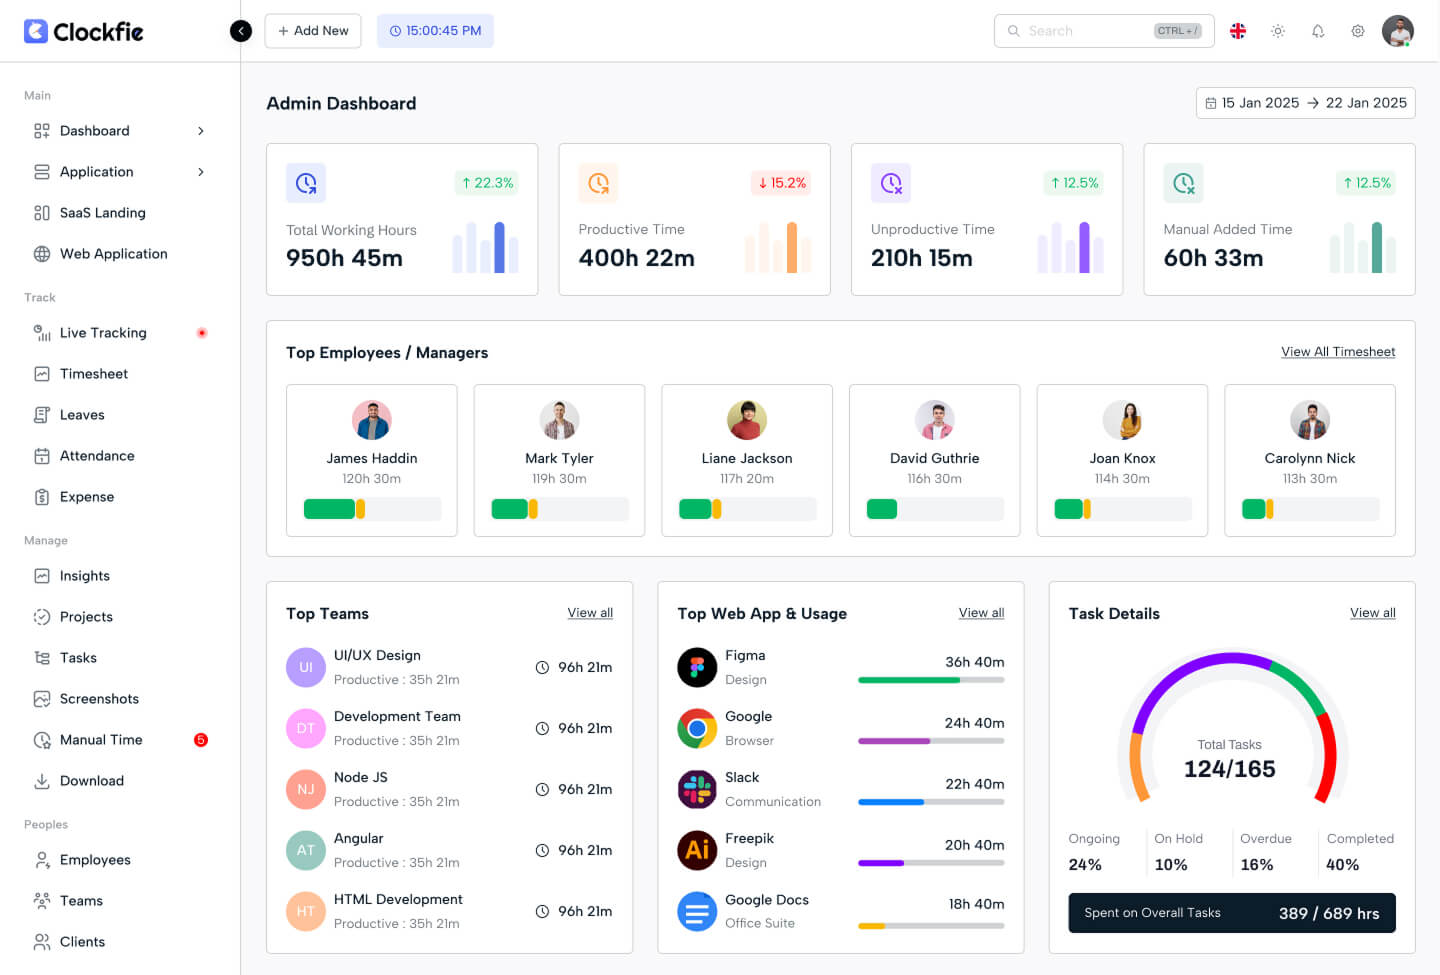 Clockfie
Add New
15:00:45 PM
Search
CTRL + /
Main
Dashboard
Application
SaaS Landing
Web Application
Track
Live Tracking
Timesheet
Leaves
Attendance
Expense
Manage
Insights
Projects
Tasks
Screenshots
Manual Time
5
Download
Peoples
Employees
Teams
Clients
Admin Dashboard
15 Jan 2025 → 22 Jan 2025
↑ 22.3%
Total Working Hours
950h 45m
↓ 15.2%
Productive Time
400h 22m
↑ 12.5%
Unproductive Time
210h 15m
↑ 12.5%
Manual Added Time
60h 33m
Top Employees / Managers
View All Timesheet
James Haddin
120h 30m
Mark Tyler
119h 30m
Liane Jackson
117h 20m
David Guthrie
116h 30m
Joan Knox
114h 30m
Carolynn Nick
113h 30m
Top Teams
View all
UI
UI/UX Design
Productive : 35h 21m
96h 21m
DT
Development Team
Productive : 35h 21m
96h 21m
NJ
Node JS
Productive : 35h 21m
96h 21m
AT
Angular
Productive : 35h 21m
96h 21m
HT
HTML Development
Productive : 35h 21m
96h 21m
Top Web App & Usage
View all
Figma
Design
36h 40m
Google
Browser
24h 40m
Slack
Communication
22h 40m
Ai
Freepik
Design
20h 40m
Google Docs
Office Suite
18h 40m
Task Details
View all
Total Tasks
124/165
Ongoing
24%
On Hold
10%
Overdue
16%
Completed
40%
Spent on Overall Tasks
389 / 689 hrs